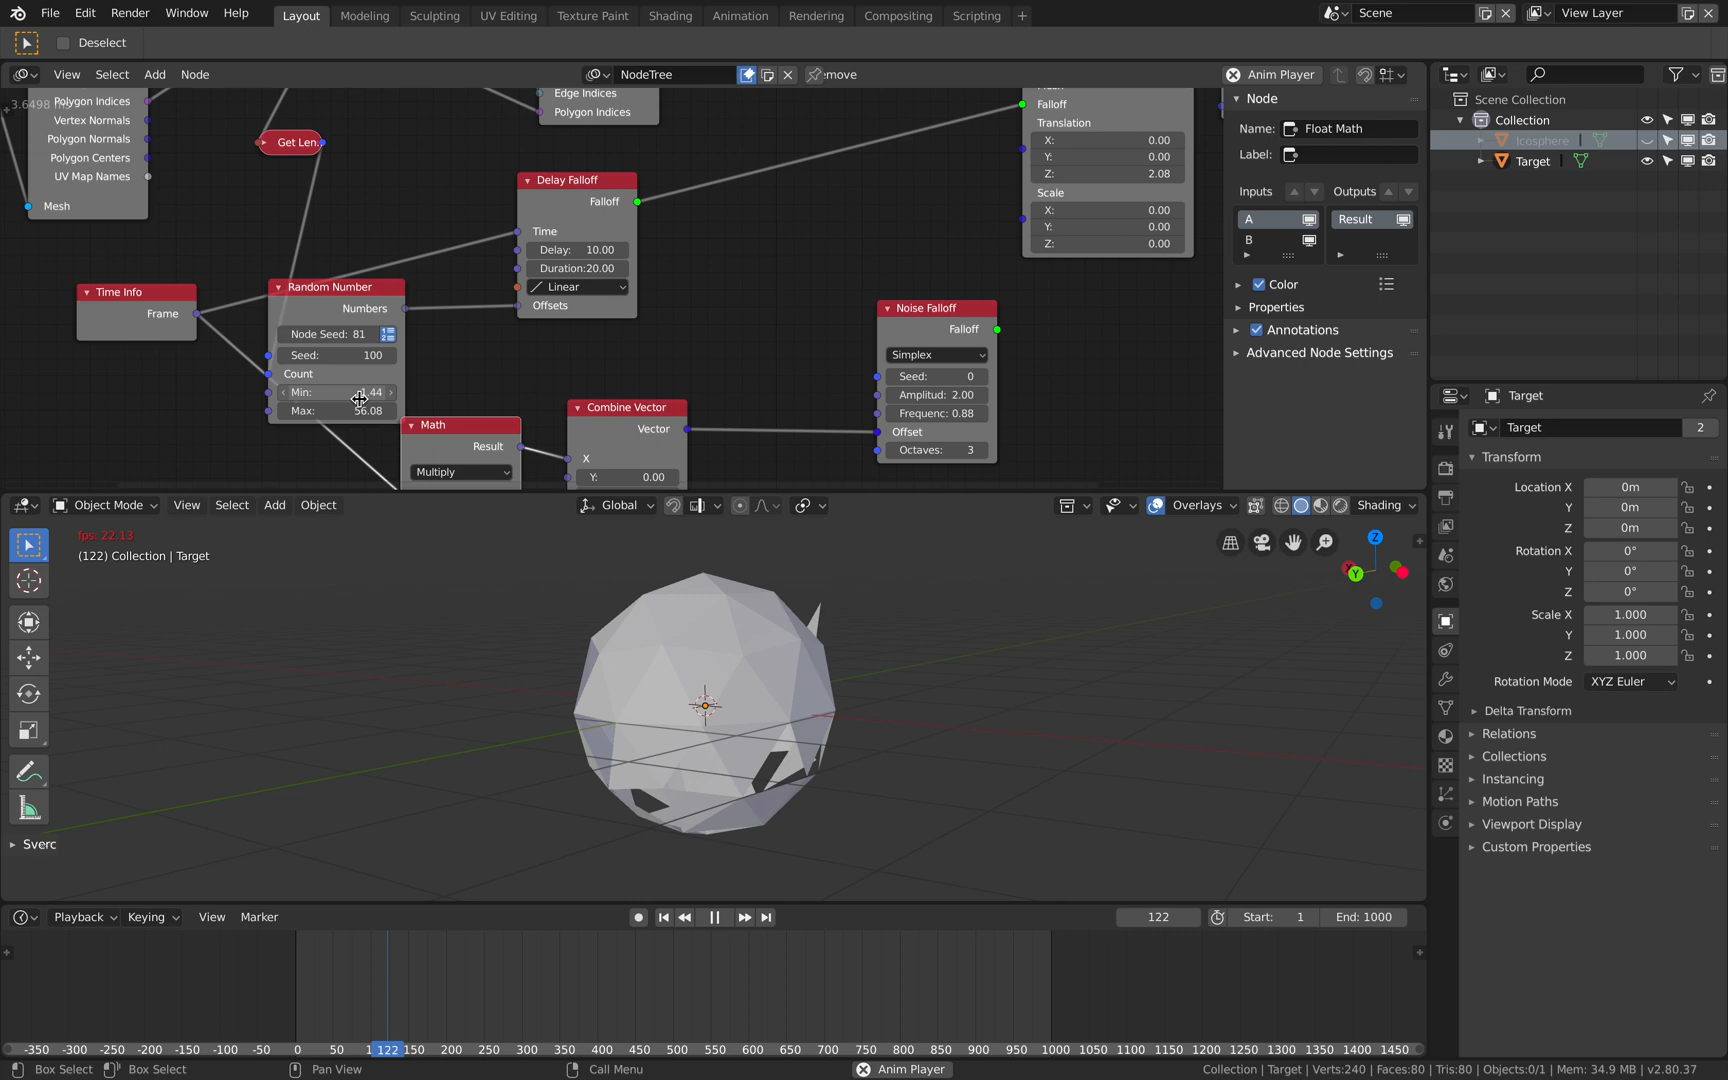 File Edit Render Window Help Layout Modeling Sculpting UV Editing Texture Paint Shading Animation Rendering Compositing Scripting + Scene View Layer
Deselect
View Select Add Node NodeTree Anim Player
Polygon Indices
Vertex Normals
Polygon Normals
Polygon Centers
UV Map Names
Mesh
Get Len.
Edge Indices
Polygon Indices
Time Info
Frame
Random Number
Numbers
Node Seed: 81
Seed: 100
Count
Min:
Max: 56.08
Delay Falloff
Falloff
Time
Delay: 10.00
Duration:20.00
Linear
Offsets
Math
Result
Multiply
Combine Vector
Vector
X
Y: 0.00
Noise Falloff
Falloff
Simplex
Seed: 0
Amplitud: 2.00
Frequenc: 0.88
Offset
Octaves: 3
Falloff
Translation
X: 0.00
Y: 0.00
Z: 2.08
Scale
X: 0.00
Y: 0.00
Z: 0.00
Node
Name: Float Math
Label:
Inputs Outputs
A Result
B
Color
Properties
Annotations
Advanced Node Settings
Scene Collection
Collection
Icosphere
Target
Object Mode View Select Add Object Global Overlays Shading
fps: 22.13
(122) Collection | Target
Z
Y
Sverc
Target
Target 2
Transform
Location X 0m
Y 0m
Z 0m
Rotation X 0°
Y 0°
Z 0°
Scale X 1.000
Y 1.000
Z 1.000
Rotation Mode XYZ Euler
Delta Transform
Relations
Collections
Instancing
Motion Paths
Viewport Display
Custom Properties
Playback Keying View Marker 122 Start: 1 End: 1000
-350 -300 -250 -200 -150 -100 -50 0 50 122 150 200 250 300 350 400 450 500 550 600 650 700 750 800 850 900 950 1000 1050 1100 1150 1200 1250 1300 1350 1400 1450
Box Select Box Select Pan View Call Menu Anim Player Collection | Target | Verts:240 | Faces:80 | Tris:80 | Objects:0/1 | Mem: 34.9 MB | v2.80.37